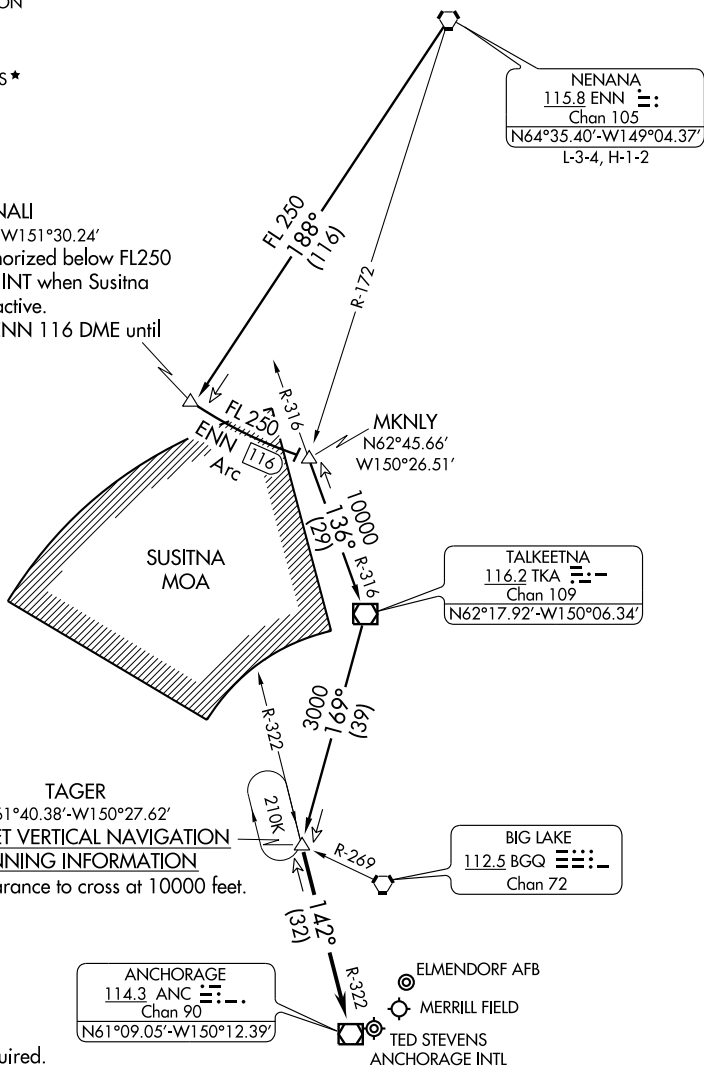 ON
S★
NENANA
115.8 ENN
Chan 105
N64°35.40'-W149°04.37'
L-3-4, H-1-2
FL 250
188°
(116)
R-172
NALI
W151°30.24'
horized below FL250
INT when Susitna
active.
ENN 116 DME until
R-316
FL 250
ENN
116
Arc
MKNLY
N62°45.66'
W150°26.51'
10000
136°
(29)
R-316
SUSITNA
MOA
TALKEETNA
116.2 TKA
Chan 109
N62°17.92'-W150°06.34'
3000
169°
(39)
R-322
210K
TAGER
61°40.38'-W150°27.62'
ET VERTICAL NAVIGATION
NNING INFORMATION
arance to cross at 10000 feet.
R-269
BIG LAKE
112.5 BGQ
Chan 72
142°
(32)
R-322
ANCHORAGE
114.3 ANC
Chan 90
N61°09.05'-W150°12.39'
ELMENDORF AFB
MERRILL FIELD
TED STEVENS
ANCHORAGE INTL
uired.